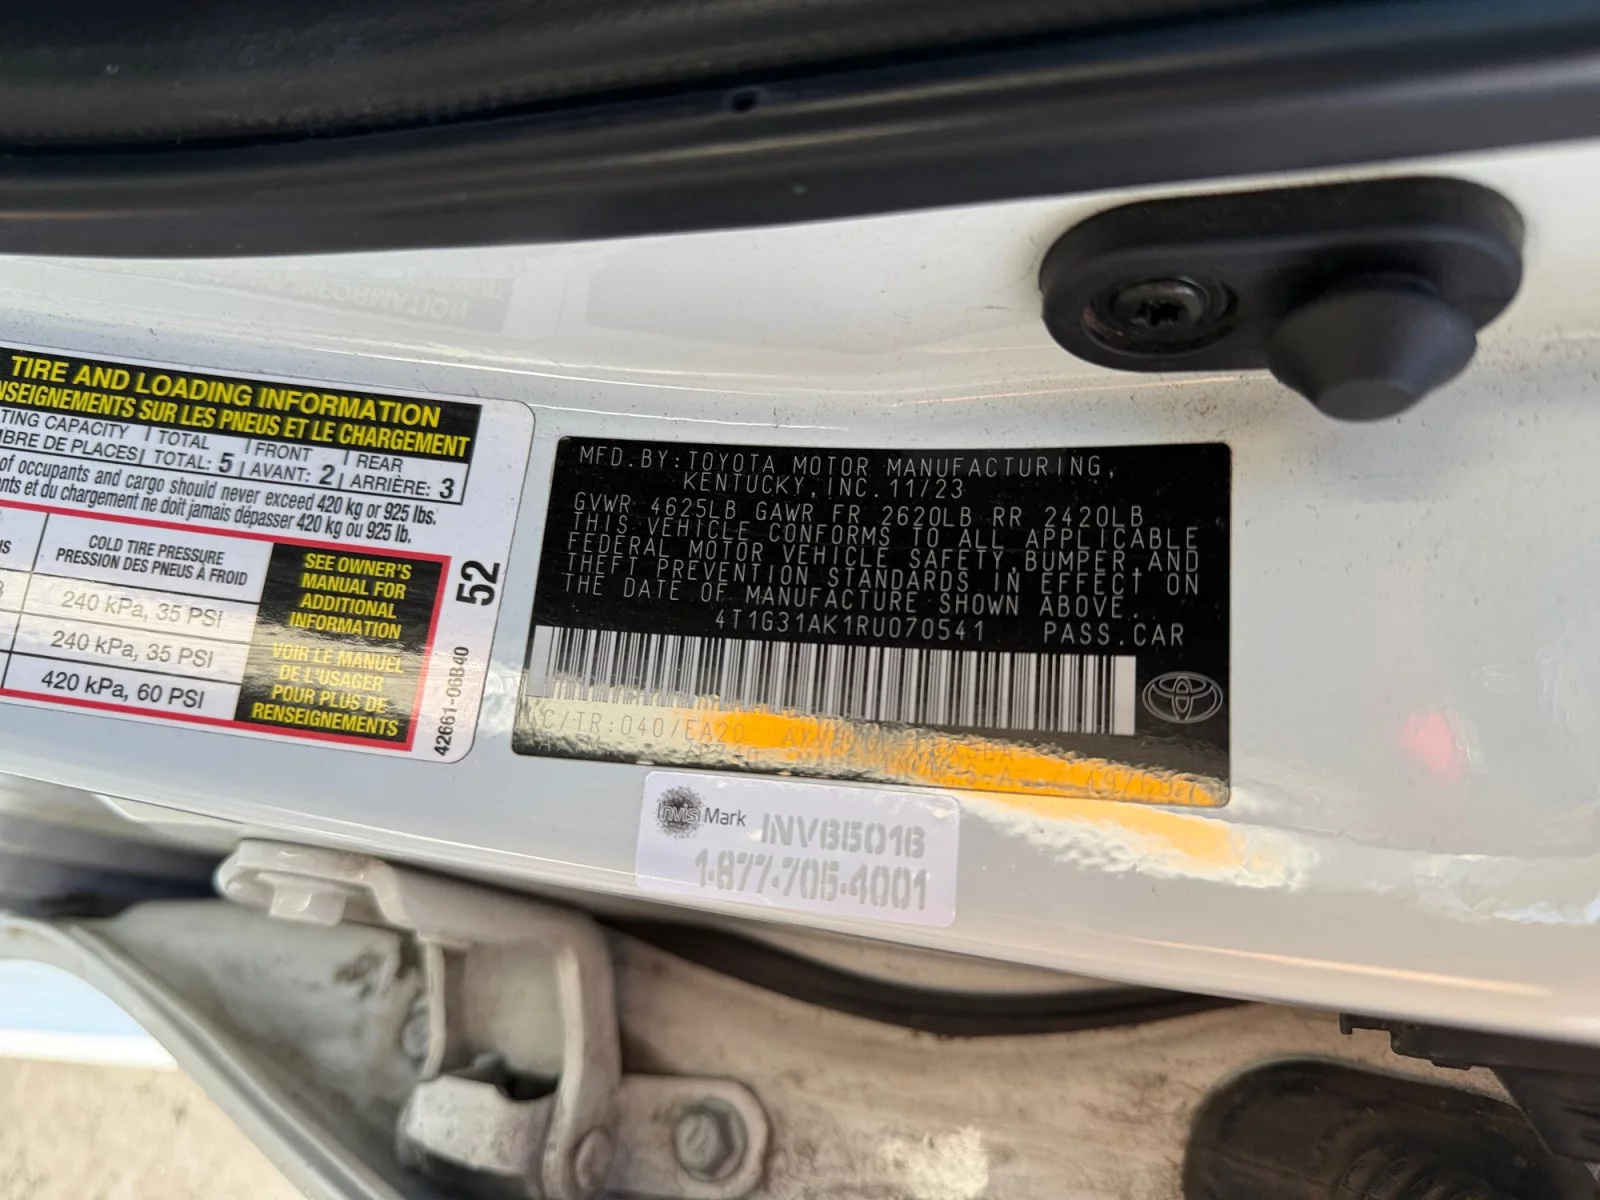 TIRE AND LOADING INFORMATION
NSEIGNEMENTS SUR LES PNEUS ET LE CHARGEMENT
TING CAPACITY | TOTAL | FRONT | REAR
BRE DE PLACES | TOTAL: 5 | AVANT: 2 | ARRIÈRE: 3
of occupants and cargo should never exceed 420 kg or 925 lbs.
nts et du chargement ne doit jamais dépasser 420 kg ou 925 lb.
COLD TIRE PRESSURE
PRESSION DES PNEUS À FROID
240 kPa, 35 PSI
240 kPa, 35 PSI
420 kPa, 60 PSI
SEE OWNER'S
MANUAL FOR
ADDITIONAL
INFORMATION
VOIR LE MANUEL
DE L'USAGER
POUR PLUS DE
RENSEIGNEMENTS
52
42661-06B40
MFD.BY:TOYOTA MOTOR MANUFACTURING,
KENTUCKY,INC.11/23
GVWR 4625LB GAWR FR 2620LB RR 2420LB
THIS VEHICLE CONFORMS TO ALL APPLICABLE
FEDERAL MOTOR VEHICLE SAFETY,BUMPER,AND
THEFT PREVENTION STANDARDS IN EFFECT ON
THE DATE OF MANUFACTURE SHOWN ABOVE.
4T1G31AK1RU070541 PASS.CAR
C/TR:040/EA20
InvisiMark INV65016
1-877-705-4001